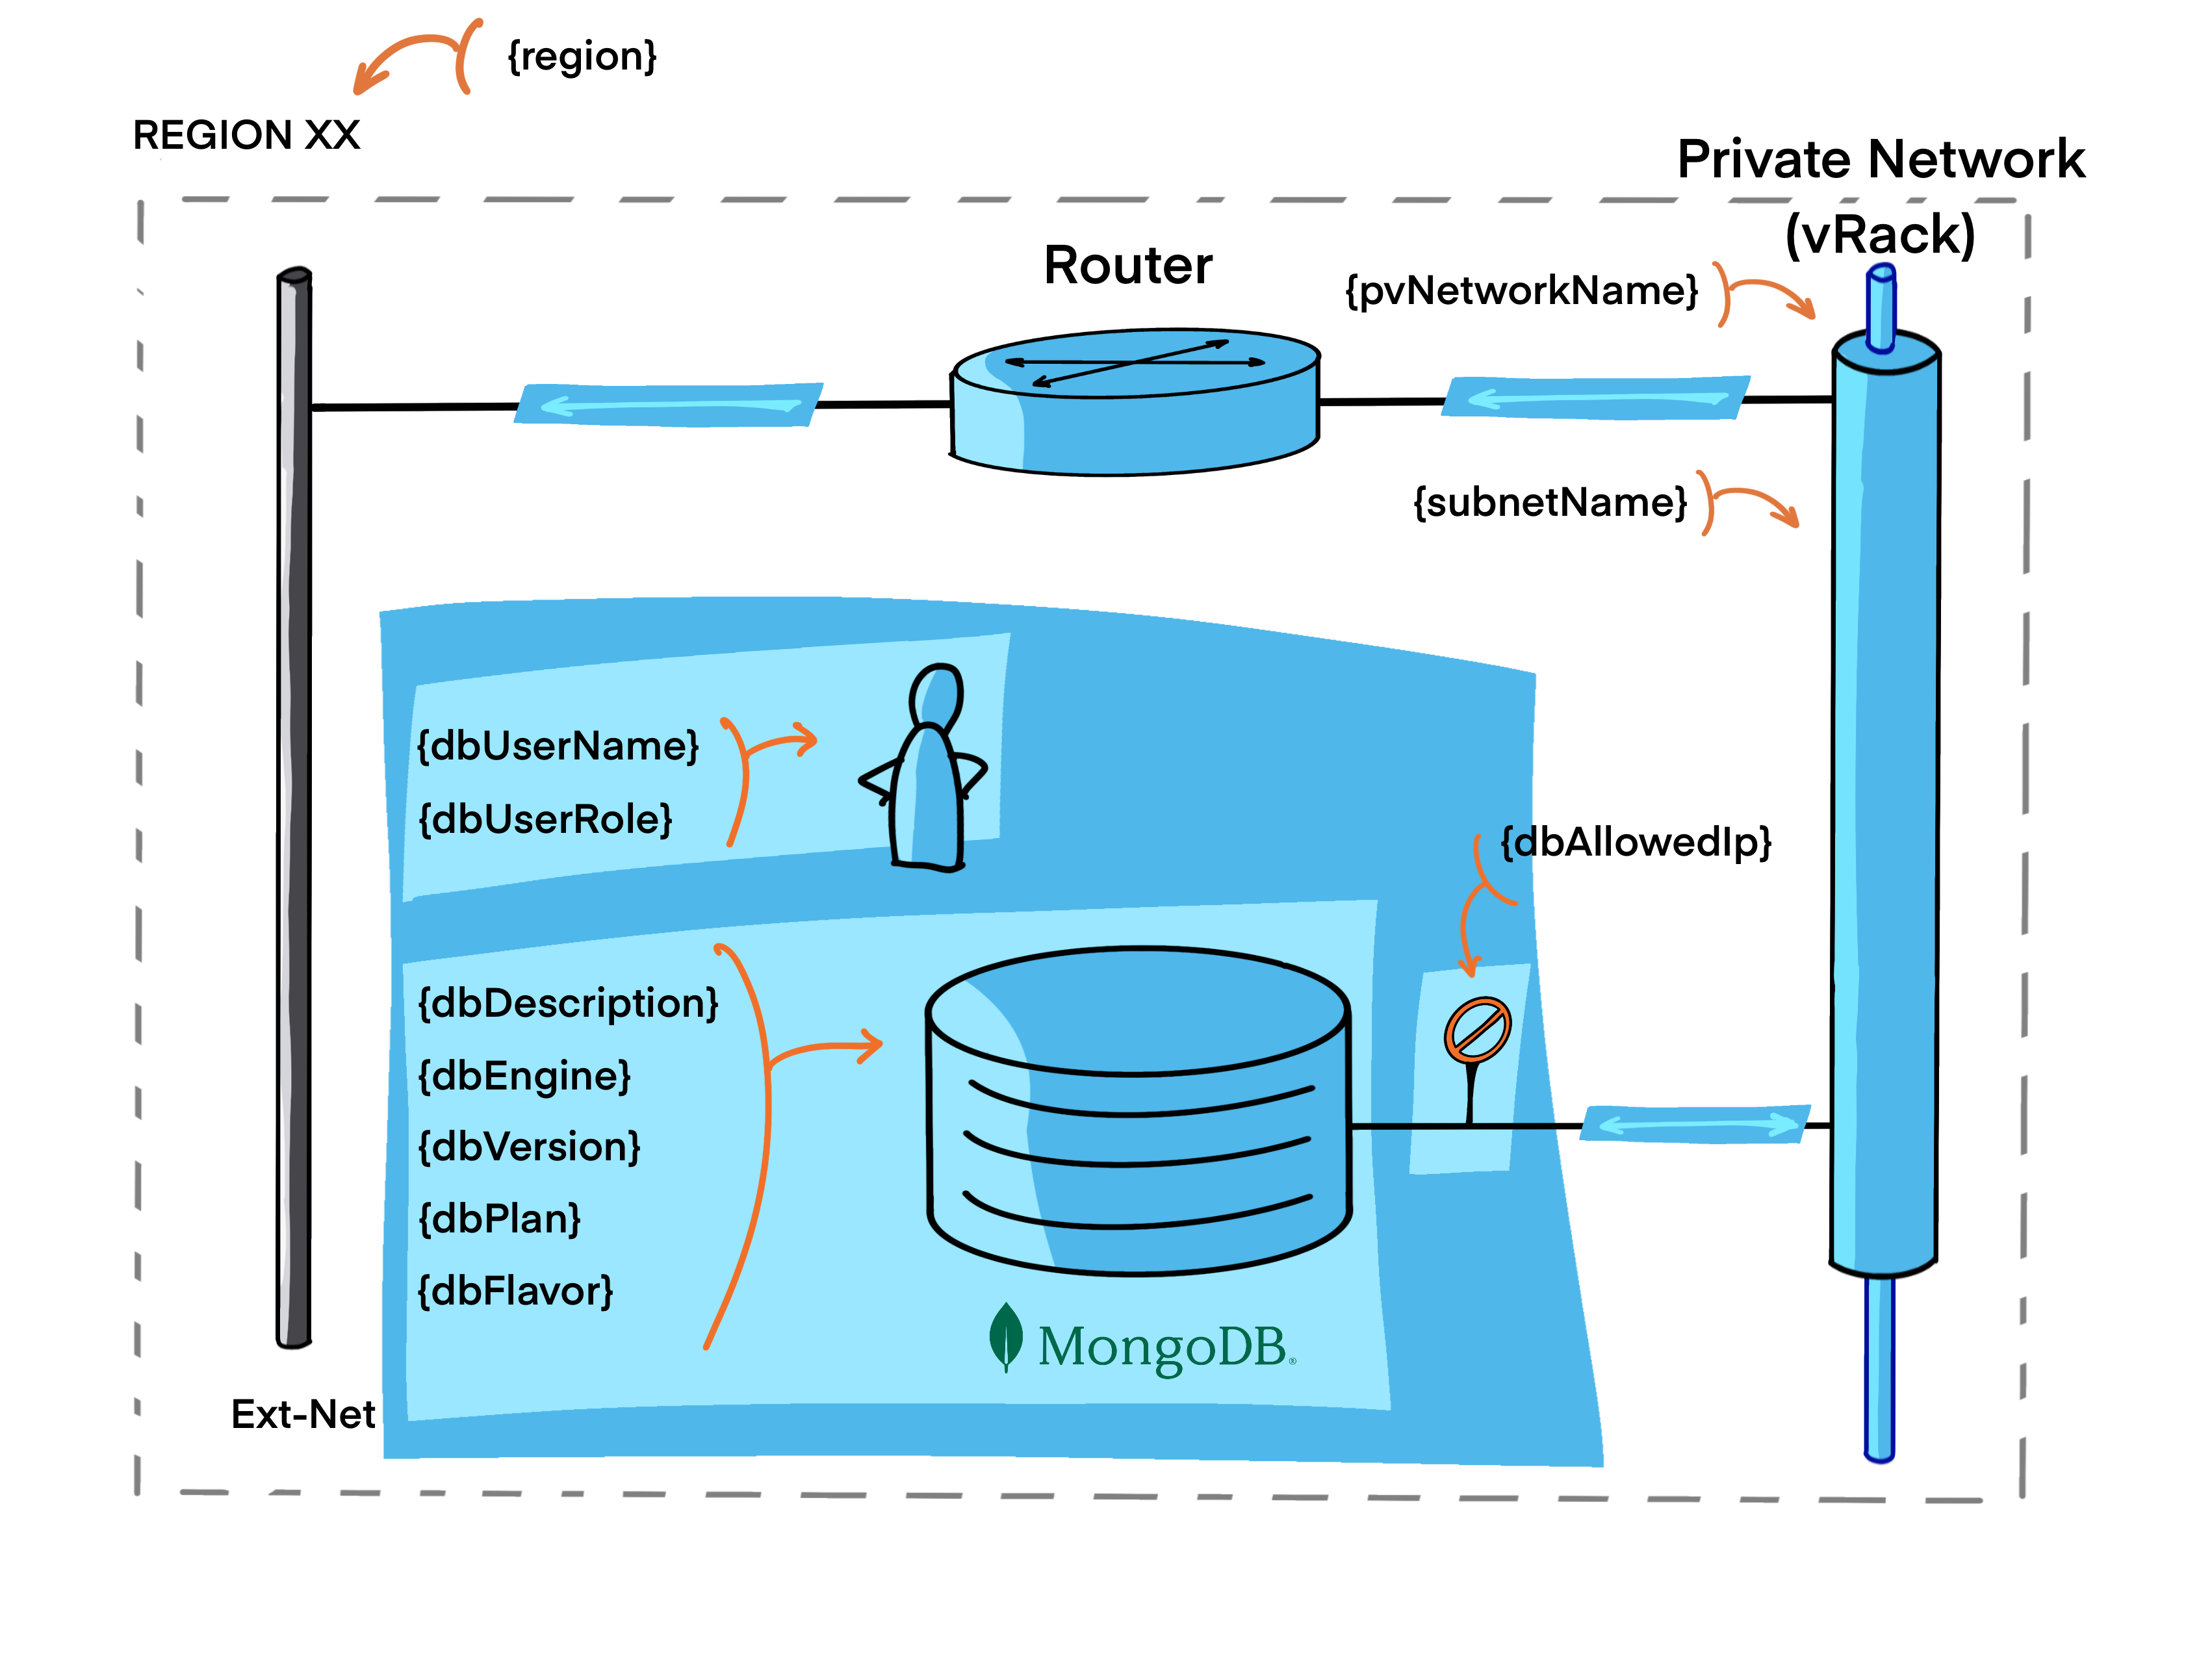 {region}
REGION XX
Private Network
(vRack)
Router
{pvNetworkName}
{subnetName}
{dbUserName}
{dbUserRole}
{dbAllowedIp}
{dbDescription}
{dbEngine}
{dbVersion}
{dbPlan}
{dbFlavor}
MongoDB®
Ext-Net